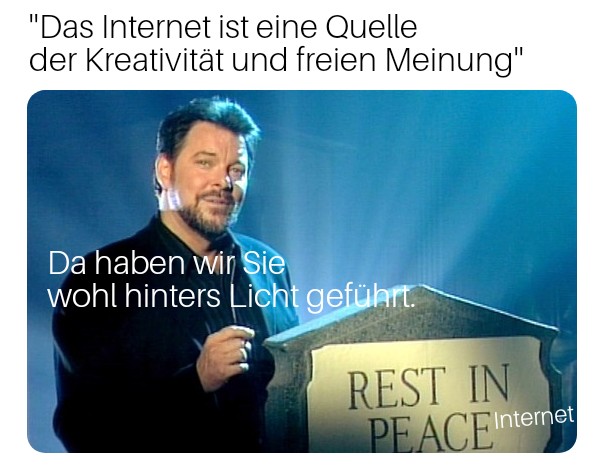 "Das Internet ist eine Quelle
der Kreativität und freien Meinung"
Da haben wir Sie
wohl hinters Licht geführt.
REST IN
PEACE
Internet